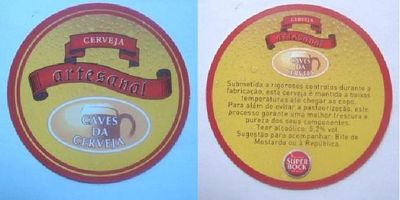 CERVEJA
artesanal
CAVES
DA
CERVEJA
CERVEJA
artesanal
CAVES
DA
CERVEJA
Submetida a rigorosos controlos durante a
fabricação, esta cerveja é mantida a baixas
temperaturas até chegar ao copo.
Para além de evitar a pasteurização, este
processo garante uma melhor frescura e
pureza dos seus componentes.
Teor alcoólico: 5,2% vol.
Sugestão para acompanhar: Bife de
Mostarda ou à República.
SUPER
BOCK